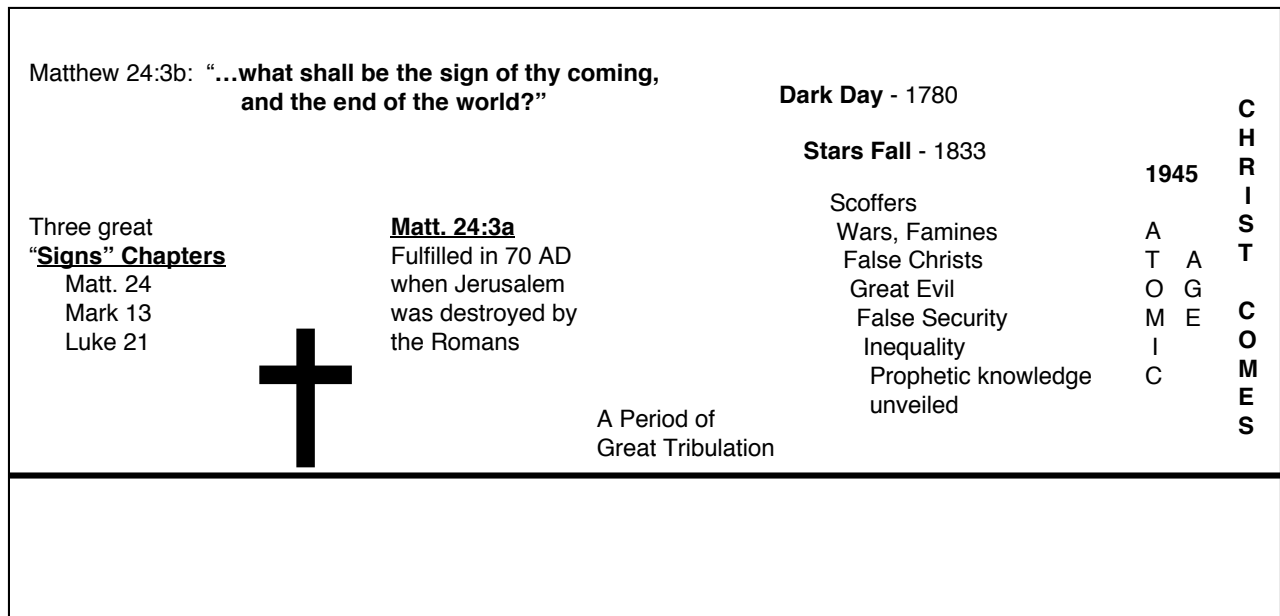 Matthew 24:3b: “…what shall be the sign of thy coming,
and the end of the world?”
Three great
“Signs” Chapters
Matt. 24
Mark 13
Luke 21
Matt. 24:3a
Fulfilled in 70 AD
when Jerusalem
was destroyed by
the Romans
A Period of
Great Tribulation
Dark Day - 1780
Stars Fall - 1833
Scoffers
Wars, Famines
False Christs
Great Evil
False Security
Inequality
Prophetic knowledge
unveiled
1945
ATOMIC
AGE
CHRIST COMES